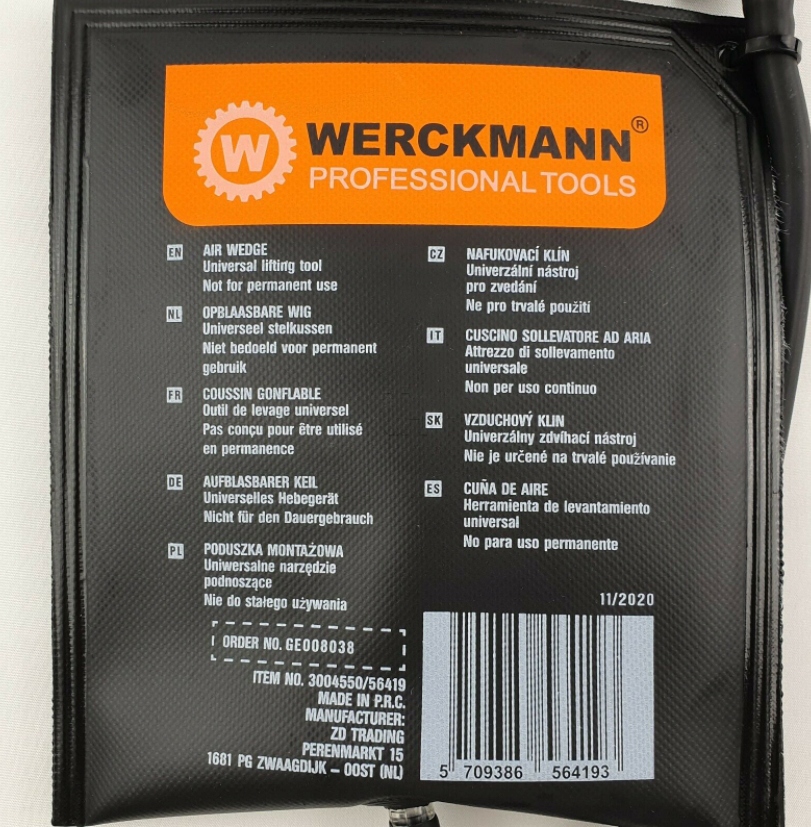 W
WERCKMANN®
PROFESSIONAL TOOLS
EN AIR WEDGE
Universal lifting tool
Not for permanent use
NL OPBLAASBARE WIG
Universeel stelkussen
Niet bedoeld voor permanent
gebruik
FR COUSSIN GONFLABLE
Outil de levage universel
Pas conçu pour être utilisé
en permanence
DE AUFBLASBARER KEIL
Universelles Hebegerät
Nicht für den Dauergebrauch
PL PODUSZKA MONTAŻOWA
Uniwersalne narzędzie
podnoszące
Nie do stałego używania
CZ NAFUKOVACÍ KLÍN
Univerzální nástroj
pro zvedání
Ne pro trvalé použití
IT CUSCINO SOLLEVATORE AD ARIA
Attrezzo di sollevamento
universale
Non per uso continuo
SK VZDUCHOVÝ KLIN
Univerzálny zdvíhací nástroj
Nie je určené na trvalé používanie
ES CUÑA DE AIRE
Herramienta de levantamiento
universal
No para uso permanente
ORDER NO. GE008038
ITEM NO. 3004550/56419
MADE IN P.R.C.
MANUFACTURER:
ZD TRADING
PERENMARKT 15
1681 PG ZWAAGDIJK – OOST (NL)
11/2020
5 709386 564193